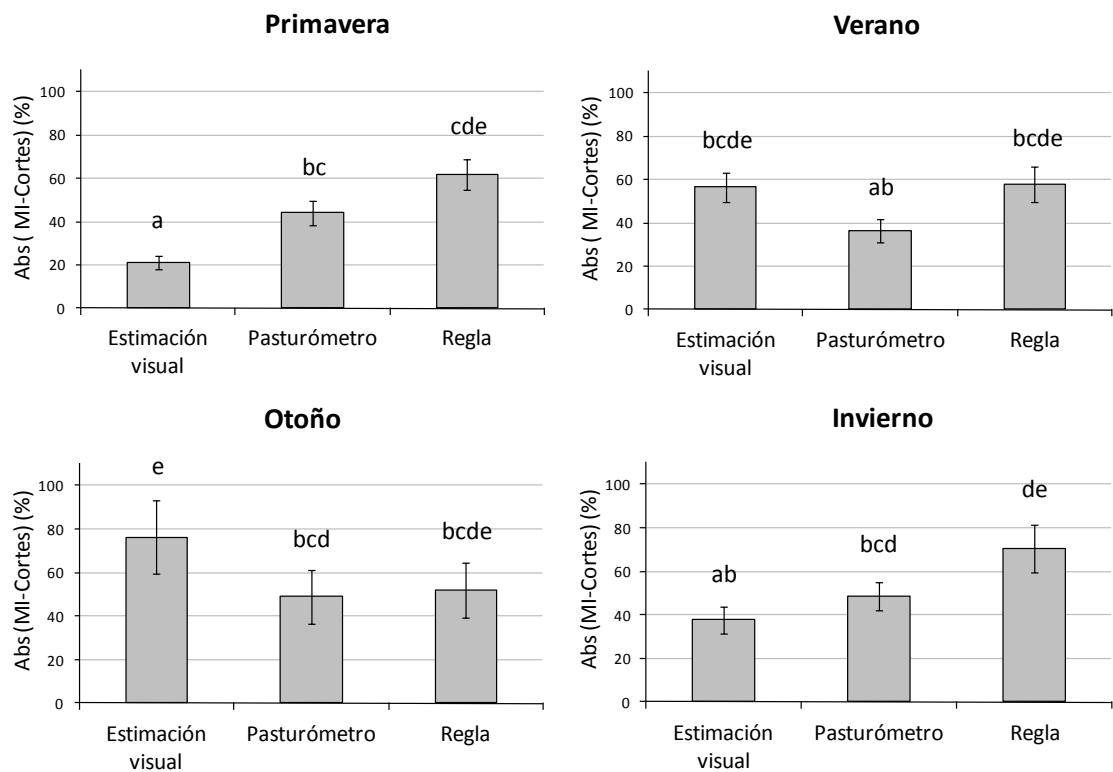 Primavera
Abs ( MI-Cortes) (%)
100
80
60
40
20
0
a
bc
cde
Estimación
visual
Pasturómetro
Regla
Verano
Abs ( MI-Cortes) (%)
100
80
60
40
20
0
bcde
ab
bcde
Estimación
visual
Pasturómetro
Regla
Otoño
Abs (MI-Cortes) (%)
100
80
60
40
20
0
e
bcd
bcde
Estimación
visual
Pasturómetro
Regla
Invierno
Abs (MI-Cortes) (%)
100
80
60
40
20
0
ab
bcd
de
Estimación
visual
Pasturómetro
Regla